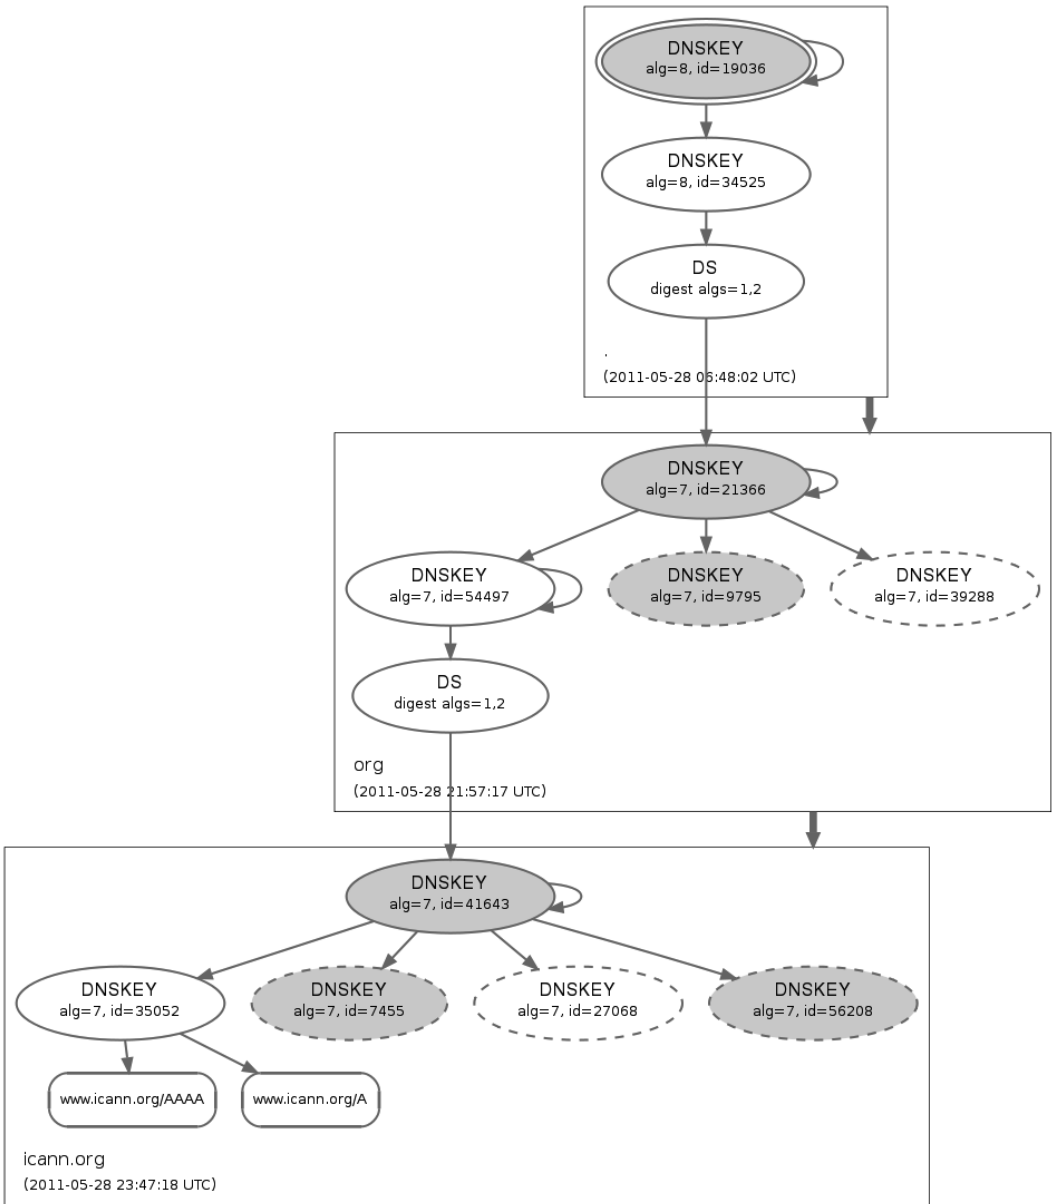 DNSKEY
alg=8, id=19036
DNSKEY
alg=8, id=34525
DS
digest algs=1,2
.
(2011-05-28 06:48:02 UTC)
DNSKEY
alg=7, id=21366
DNSKEY
alg=7, id=54497
DNSKEY
alg=7, id=9795
DNSKEY
alg=7, id=39288
DS
digest algs=1,2
org
(2011-05-28 21:57:17 UTC)
DNSKEY
alg=7, id=41643
DNSKEY
alg=7, id=35052
DNSKEY
alg=7, id=7455
DNSKEY
alg=7, id=27068
DNSKEY
alg=7, id=56208
www.icann.org/AAAA
www.icann.org/A
icann.org
(2011-05-28 23:47:18 UTC)